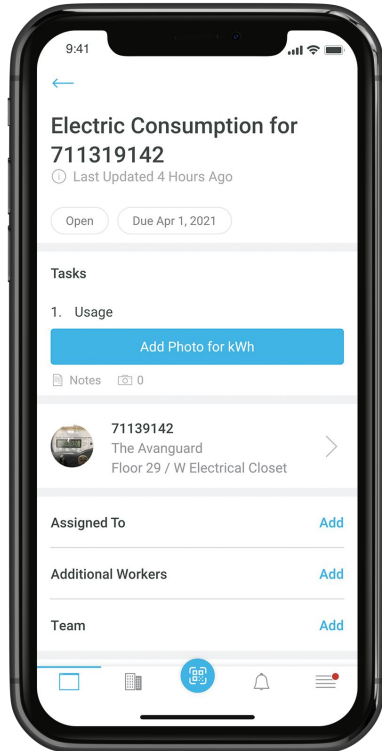 9:41
Electric Consumption for
711319142
Last Updated 4 Hours Ago
Open Due Apr 1, 2021
Tasks
1. Usage
Add Photo for kWh
Notes 0
71139142
The Avanguard
Floor 29 / W Electrical Closet
Assigned To Add
Additional Workers Add
Team Add